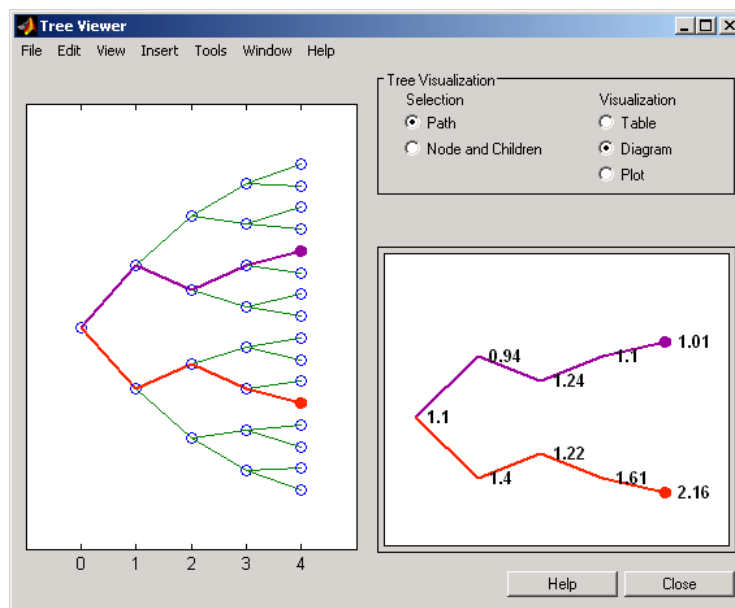 Tree Viewer
File Edit View Insert Tools Window Help
Tree Visualization
Selection
Visualization
Path
Table
Node and Children
Diagram
Plot
0.94
1.24
1.1
1.01
1.1
1.4
1.22
1.61
2.16
0 1 2 3 4
Help
Close